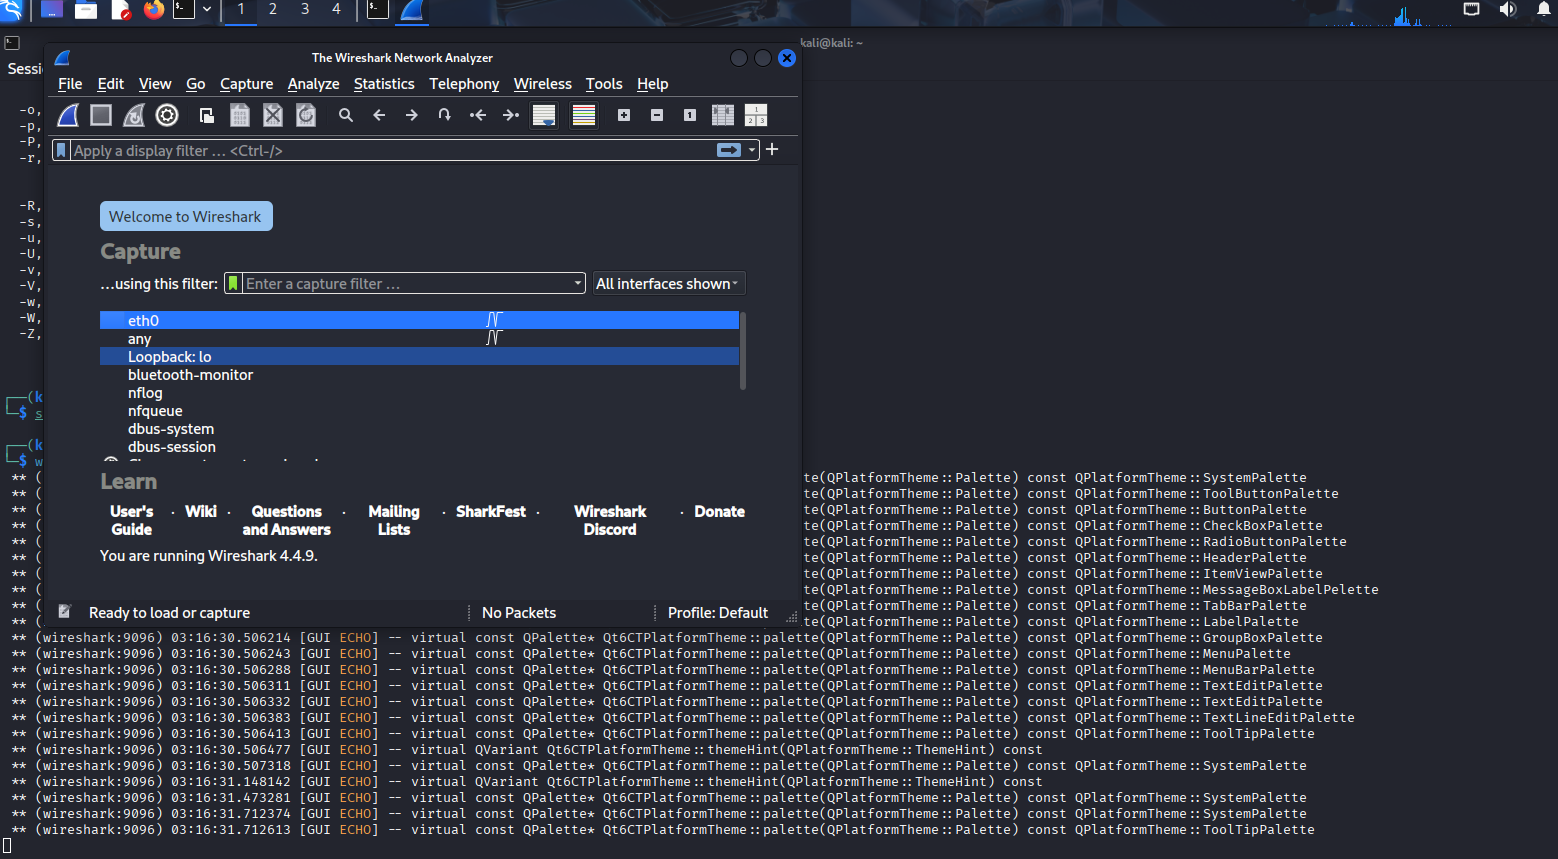 1 2 3 4
kali@kali: ~
Sessi
The Wireshark Network Analyzer
File Edit View Go Capture Analyze Statistics Telephony Wireless Tools Help
Apply a display filter … <Ctrl-/>
-o,
-p,
-P,
-r,
-R,
-s,
-u,
-U,
-v,
-V,
-w,
-W,
-Z,
Welcome to Wireshark
Capture
…using this filter: Enter a capture filter … All interfaces shown
eth0
any
Loopback: lo
bluetooth-monitor
nflog
nfqueue
dbus-system
dbus-session
Learn
User's Guide · Wiki · Questions and Answers · Mailing Lists · SharkFest · Wireshark Discord · Donate
You are running Wireshark 4.4.9.
Ready to load or capture No Packets Profile: Default
┌──(k
└─$ s
┌──(k
└─$ w
** ( te(QPlatformTheme::Palette) const QPlatformTheme::SystemPalette
** ( te(QPlatformTheme::Palette) const QPlatformTheme::ToolButtonPalette
** ( te(QPlatformTheme::Palette) const QPlatformTheme::ButtonPalette
** ( te(QPlatformTheme::Palette) const QPlatformTheme::CheckBoxPalette
** ( te(QPlatformTheme::Palette) const QPlatformTheme::RadioButtonPalette
** ( te(QPlatformTheme::Palette) const QPlatformTheme::HeaderPalette
** ( te(QPlatformTheme::Palette) const QPlatformTheme::ItemViewPalette
** ( te(QPlatformTheme::Palette) const QPlatformTheme::MessageBoxLabelPelette
** ( te(QPlatformTheme::Palette) const QPlatformTheme::TabBarPalette
** ( te(QPlatformTheme::Palette) const QPlatformTheme::LabelPalette
** (wireshark:9096) 03:16:30.506214 [GUI ECHO] -- virtual const QPalette* Qt6CTPlatformTheme::palette(QPlatformTheme::Palette) const QPlatformTheme::GroupBoxPalette
** (wireshark:9096) 03:16:30.506243 [GUI ECHO] -- virtual const QPalette* Qt6CTPlatformTheme::palette(QPlatformTheme::Palette) const QPlatformTheme::MenuPalette
** (wireshark:9096) 03:16:30.506288 [GUI ECHO] -- virtual const QPalette* Qt6CTPlatformTheme::palette(QPlatformTheme::Palette) const QPlatformTheme::MenuBarPalette
** (wireshark:9096) 03:16:30.506311 [GUI ECHO] -- virtual const QPalette* Qt6CTPlatformTheme::palette(QPlatformTheme::Palette) const QPlatformTheme::TextEditPalette
** (wireshark:9096) 03:16:30.506332 [GUI ECHO] -- virtual const QPalette* Qt6CTPlatformTheme::palette(QPlatformTheme::Palette) const QPlatformTheme::TextEditPalette
** (wireshark:9096) 03:16:30.506383 [GUI ECHO] -- virtual const QPalette* Qt6CTPlatformTheme::palette(QPlatformTheme::Palette) const QPlatformTheme::TextLineEditPalette
** (wireshark:9096) 03:16:30.506413 [GUI ECHO] -- virtual const QPalette* Qt6CTPlatformTheme::palette(QPlatformTheme::Palette) const QPlatformTheme::ToolTipPalette
** (wireshark:9096) 03:16:30.506477 [GUI ECHO] -- virtual QVariant Qt6CTPlatformTheme::themeHint(QPlatformTheme::ThemeHint) const
** (wireshark:9096) 03:16:30.507318 [GUI ECHO] -- virtual const QPalette* Qt6CTPlatformTheme::palette(QPlatformTheme::Palette) const QPlatformTheme::SystemPalette
** (wireshark:9096) 03:16:31.148142 [GUI ECHO] -- virtual QVariant Qt6CTPlatformTheme::themeHint(QPlatformTheme::ThemeHint) const
** (wireshark:9096) 03:16:31.473281 [GUI ECHO] -- virtual const QPalette* Qt6CTPlatformTheme::palette(QPlatformTheme::Palette) const QPlatformTheme::SystemPalette
** (wireshark:9096) 03:16:31.712374 [GUI ECHO] -- virtual const QPalette* Qt6CTPlatformTheme::palette(QPlatformTheme::Palette) const QPlatformTheme::SystemPalette
** (wireshark:9096) 03:16:31.712613 [GUI ECHO] -- virtual const QPalette* Qt6CTPlatformTheme::palette(QPlatformTheme::Palette) const QPlatformTheme::ToolTipPalette